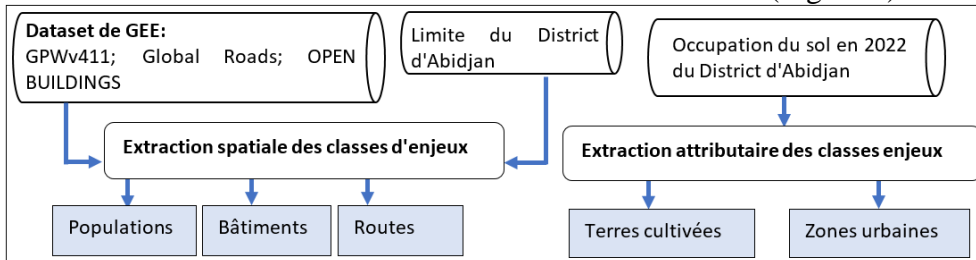 Dataset de GEE:
GPWv411; Global Roads; OPEN
BUILDINGS
Limite du District
d'Abidjan
Occupation du sol en 2022
du District d'Abidjan
Extraction spatiale des classes d'enjeux
Extraction attributaire des classes enjeux
Populations
Bâtiments
Routes
Terres cultivées
Zones urbaines